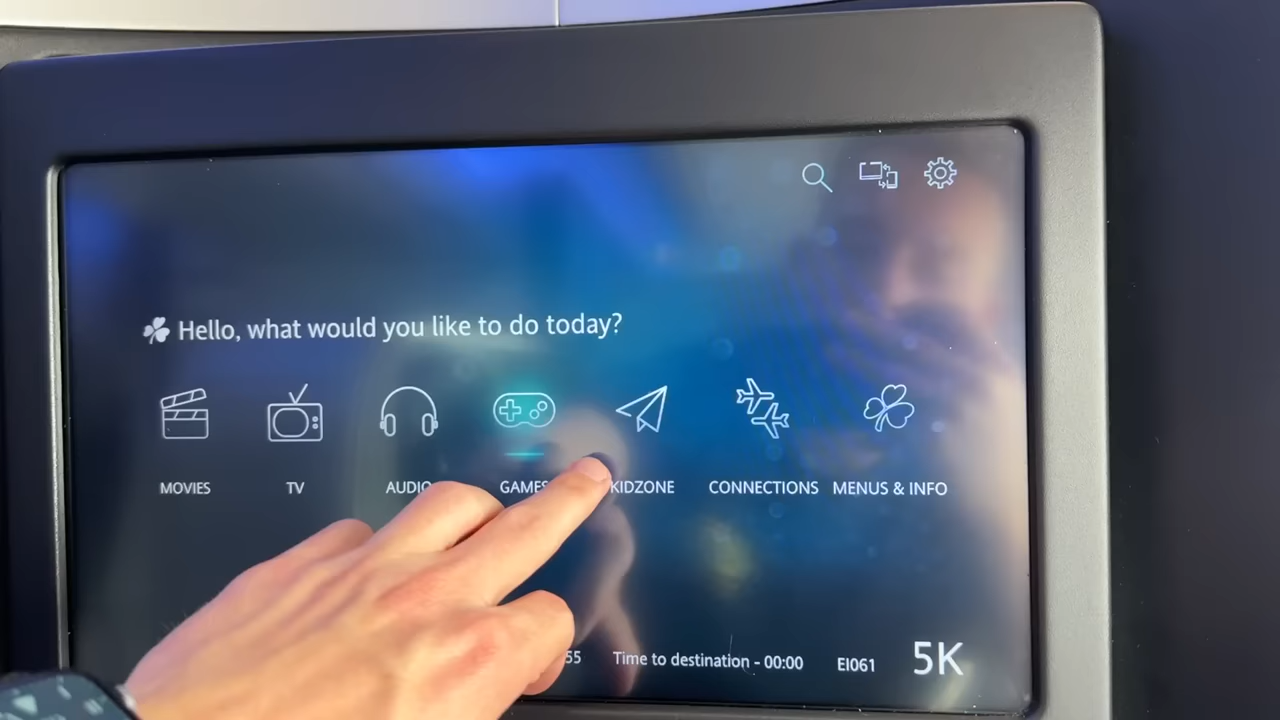 Hello, what would you like to do today?
MOVIES TV AUDIO GAMES KIDZONE CONNECTIONS MENUS & INFO
55 Time to destination - 00:00 EI061 5K